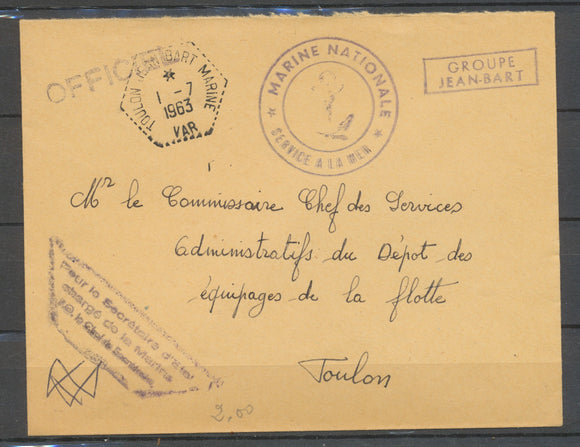 OFFICIEL
TOULON JEAN BART MARINE
1 - 7
1963
VAR
MARINE NATIONALE
SERVICE A LA MER
GROUPE
JEAN-BART
Mr le Commissaire Chef des Services
Administratifs du Dépot des
équipages de la flotte
Toulon
Pour le Secrétaire d'Etat
chargé de la Marine
2,00